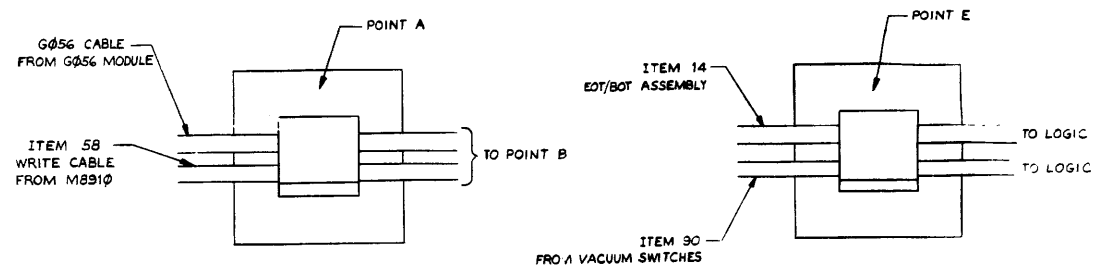 POINT A
GØ56 CABLE
FROM GØ56 MODULE
ITEM 58
WRITE CABLE
FROM M891Ø
TO POINT B
POINT E
ITEM 14
EOT/BOT ASSEMBLY
TO LOGIC
TO LOGIC
ITEM 90
FROM VACUUM SWITCHES